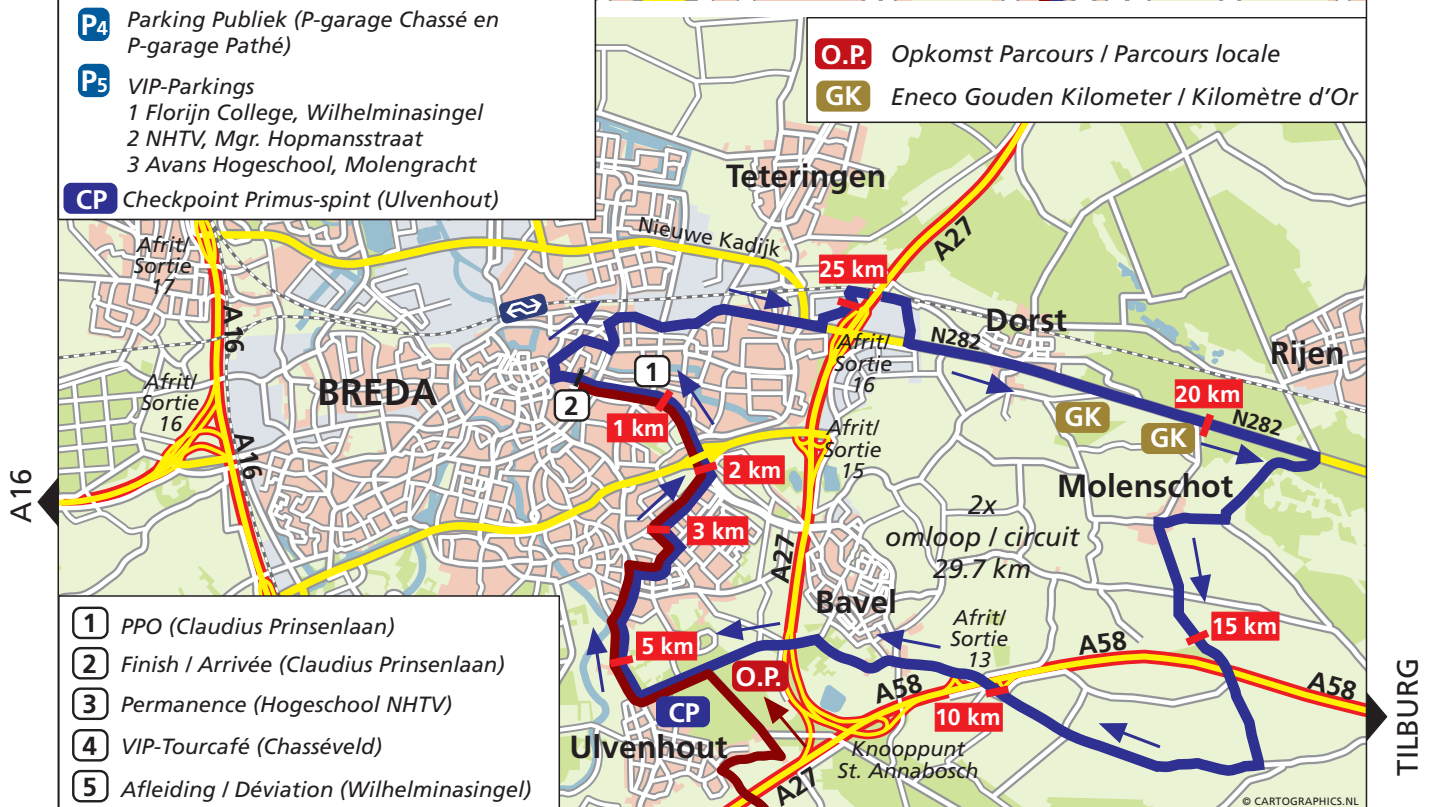 P4 Parking Publiek (P-garage Chassé en
P-garage Pathé)
P5 VIP-Parkings
1 Florijn College, Wilhelminasingel
2 NHTV, Mgr. Hopmansstraat
3 Avans Hogeschool, Molengracht
CP Checkpoint Primus-spint (Ulvenhout)
O.P. Opkomst Parcours / Parcours locale
GK Eneco Gouden Kilometer / Kilomètre d'Or
Teteringen
Nieuwe Kadijk
A27
Afrit/
Sortie
17
25 km
A16
Dorst
N282
Rijen
Afrit/
Sortie
16
BREDA
1
2
Afrit/
Sortie
16
20 km
N282
GK
GK
1 km
A16
Afrit/
Sortie
15
2 km
A16
Molenschot
2x
omloop / circuit
29.7 km
3 km
A27
Bavel
Afrit/
Sortie
13
15 km
5 km
A58
O.P.
A58
A58
CP
10 km
Ulvenhout
Knooppunt
St. Annabosch
A27
TILBURG
1 PPO (Claudius Prinsenlaan)
2 Finish / Arrivée (Claudius Prinsenlaan)
3 Permanence (Hogeschool NHTV)
4 VIP-Tourcafé (Chasséveld)
5 Afleiding / Déviation (Wilhelminasingel)
© CARTOGRAPHICS.NL